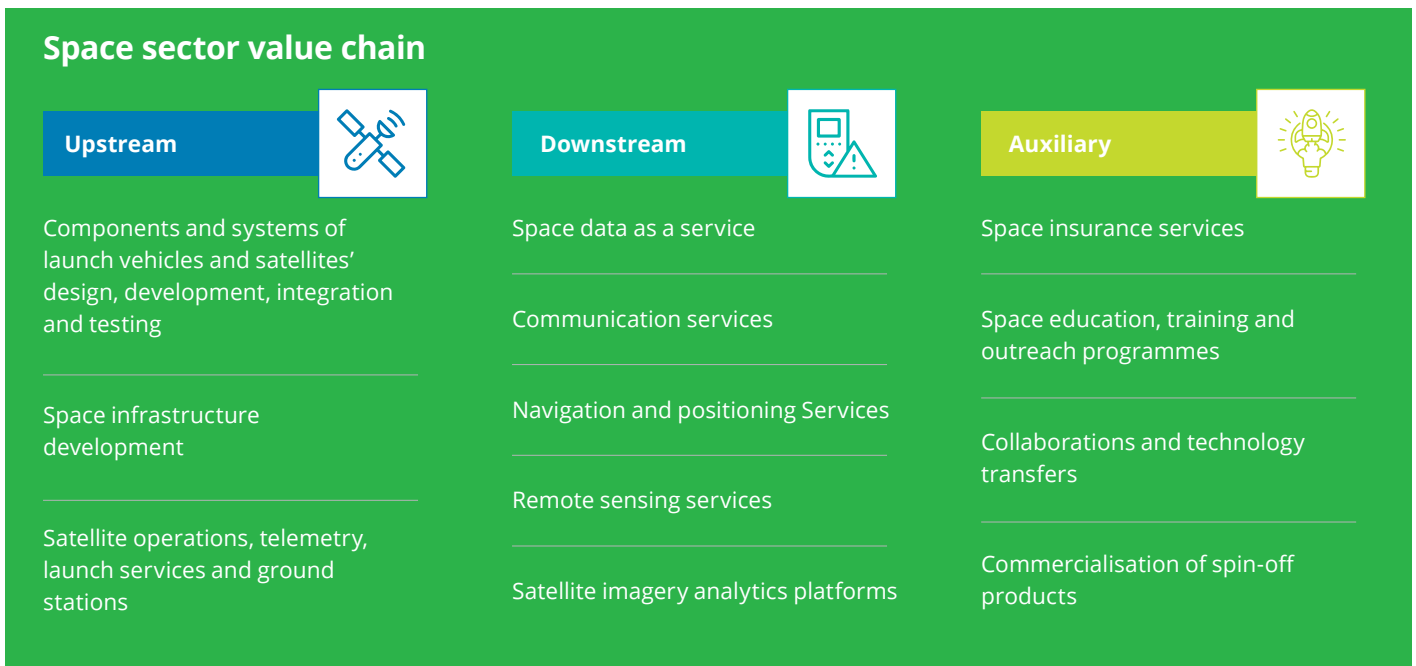 Space sector value chain
Upstream
Components and systems of
launch vehicles and satellites’
design, development, integration
and testing
Space infrastructure
development
Satellite operations, telemetry,
launch services and ground
stations
Downstream
Space data as a service
Communication services
Navigation and positioning Services
Remote sensing services
Satellite imagery analytics platforms
Auxiliary
Space insurance services
Space education, training and
outreach programmes
Collaborations and technology
transfers
Commercialisation of spin-off
products